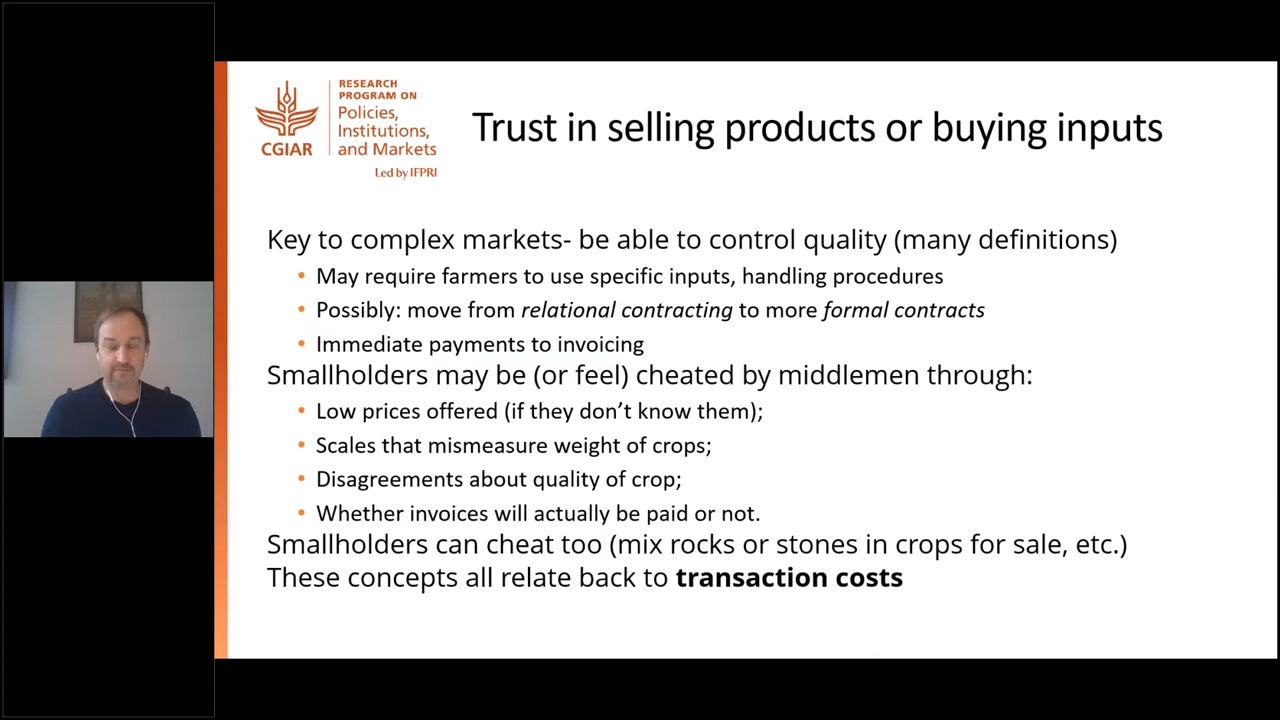 RESEARCH
PROGRAM ON
Policies,
Institutions,
and Markets
CGIAR
Led by IFPRI
Trust in selling products or buying inputs
Key to complex markets- be able to control quality (many definitions)
• May require farmers to use specific inputs, handling procedures
• Possibly: move from relational contracting to more formal contracts
• Immediate payments to invoicing
Smallholders may be (or feel) cheated by middlemen through:
• Low prices offered (if they don’t know them);
• Scales that mismeasure weight of crops;
• Disagreements about quality of crop;
• Whether invoices will actually be paid or not.
Smallholders can cheat too (mix rocks or stones in crops for sale, etc.)
These concepts all relate back to transaction costs